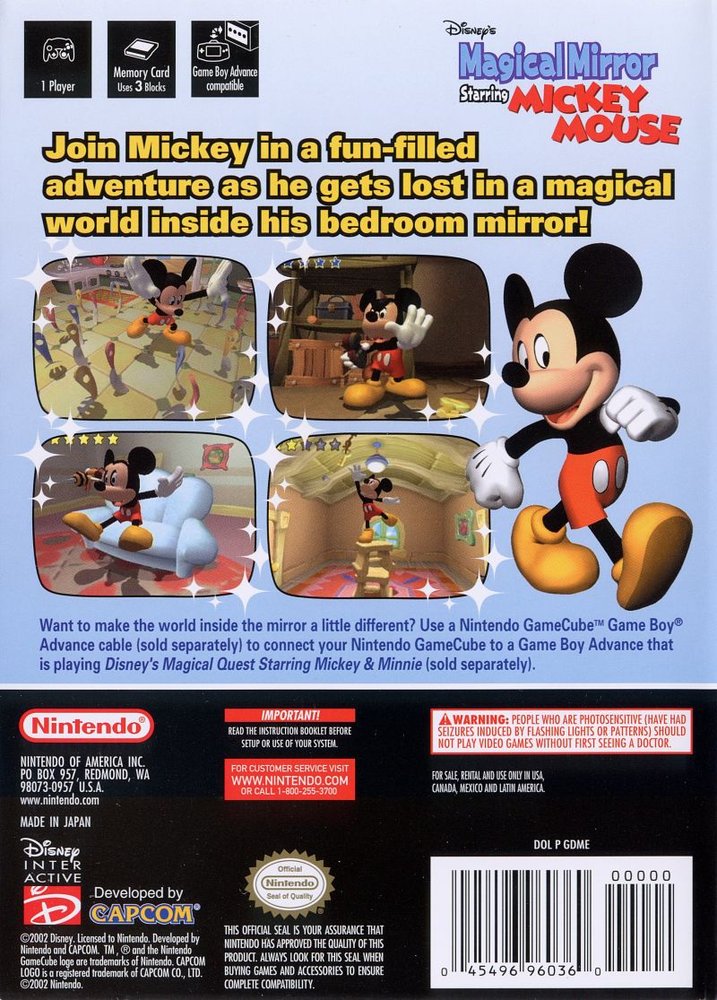 1 Player
Memory Card
Uses 3 Blocks
Game Boy Advance
compatible
Disney's
Magical Mirror
Starring MICKEY
MOUSE
Join Mickey in a fun-filled
adventure as he gets lost in a magical
world inside his bedroom mirror!
Want to make the world inside the mirror a little different? Use a Nintendo GameCube™ Game Boy®
Advance cable (sold separately) to connect your Nintendo GameCube to a Game Boy Advance that
is playing Disney's Magical Quest Starring Mickey & Minnie (sold separately).
Nintendo®
NINTENDO OF AMERICA INC.
PO BOX 957, REDMOND, WA
98073-0957 U.S.A.
www.nintendo.com
MADE IN JAPAN
Disney
INTER
ACTIVE
Developed by
CAPCOM®
©2002 Disney. Licensed to Nintendo. Developed by
Nintendo and CAPCOM. TM, ® and the Nintendo
GameCube logo are trademarks of Nintendo. CAPCOM
LOGO is a registered trademark of CAPCOM CO., LTD.
©2002 Nintendo.
IMPORTANT!
READ THE INSTRUCTION BOOKLET BEFORE
SETUP OR USE OF YOUR SYSTEM.
FOR CUSTOMER SERVICE VISIT
WWW.NINTENDO.COM
OR CALL 1-800-255-3700
Official
Nintendo
Seal of Quality
THIS OFFICIAL SEAL IS YOUR ASSURANCE THAT
NINTENDO HAS APPROVED THE QUALITY OF THIS
PRODUCT. ALWAYS LOOK FOR THIS SEAL WHEN
BUYING GAMES AND ACCESSORIES TO ENSURE
COMPLETE COMPATIBILITY.
WARNING: PEOPLE WHO ARE PHOTOSENSITIVE (HAVE HAD
SEIZURES INDUCED BY FLASHING LIGHTS OR PATTERNS) SHOULD
NOT PLAY VIDEO GAMES WITHOUT FIRST SEEING A DOCTOR.
FOR SALE, RENTAL AND USE ONLY IN USA,
CANADA, MEXICO AND LATIN AMERICA.
DOL P GDME
00000
0 45496 96036 0